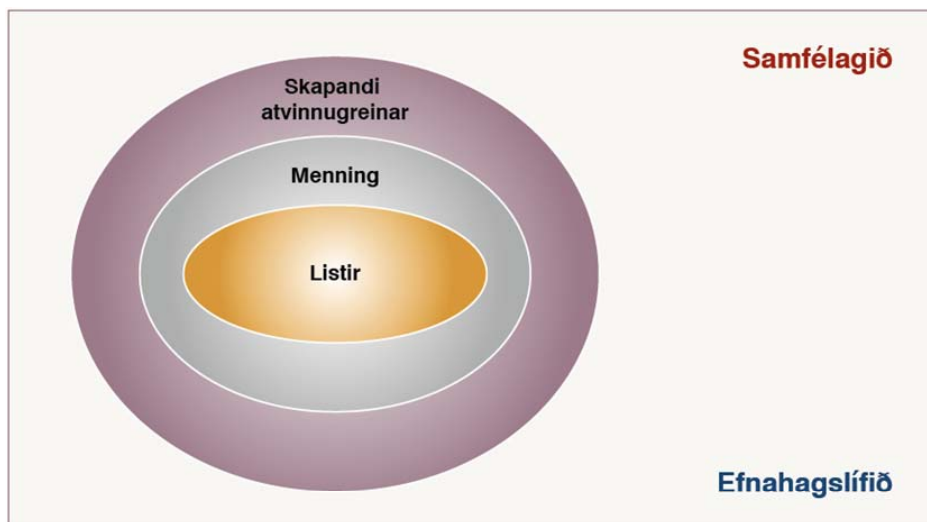 Samfélagið
Skapandi
atvinnugreinar
Menning
Listir
Efnahagslífið